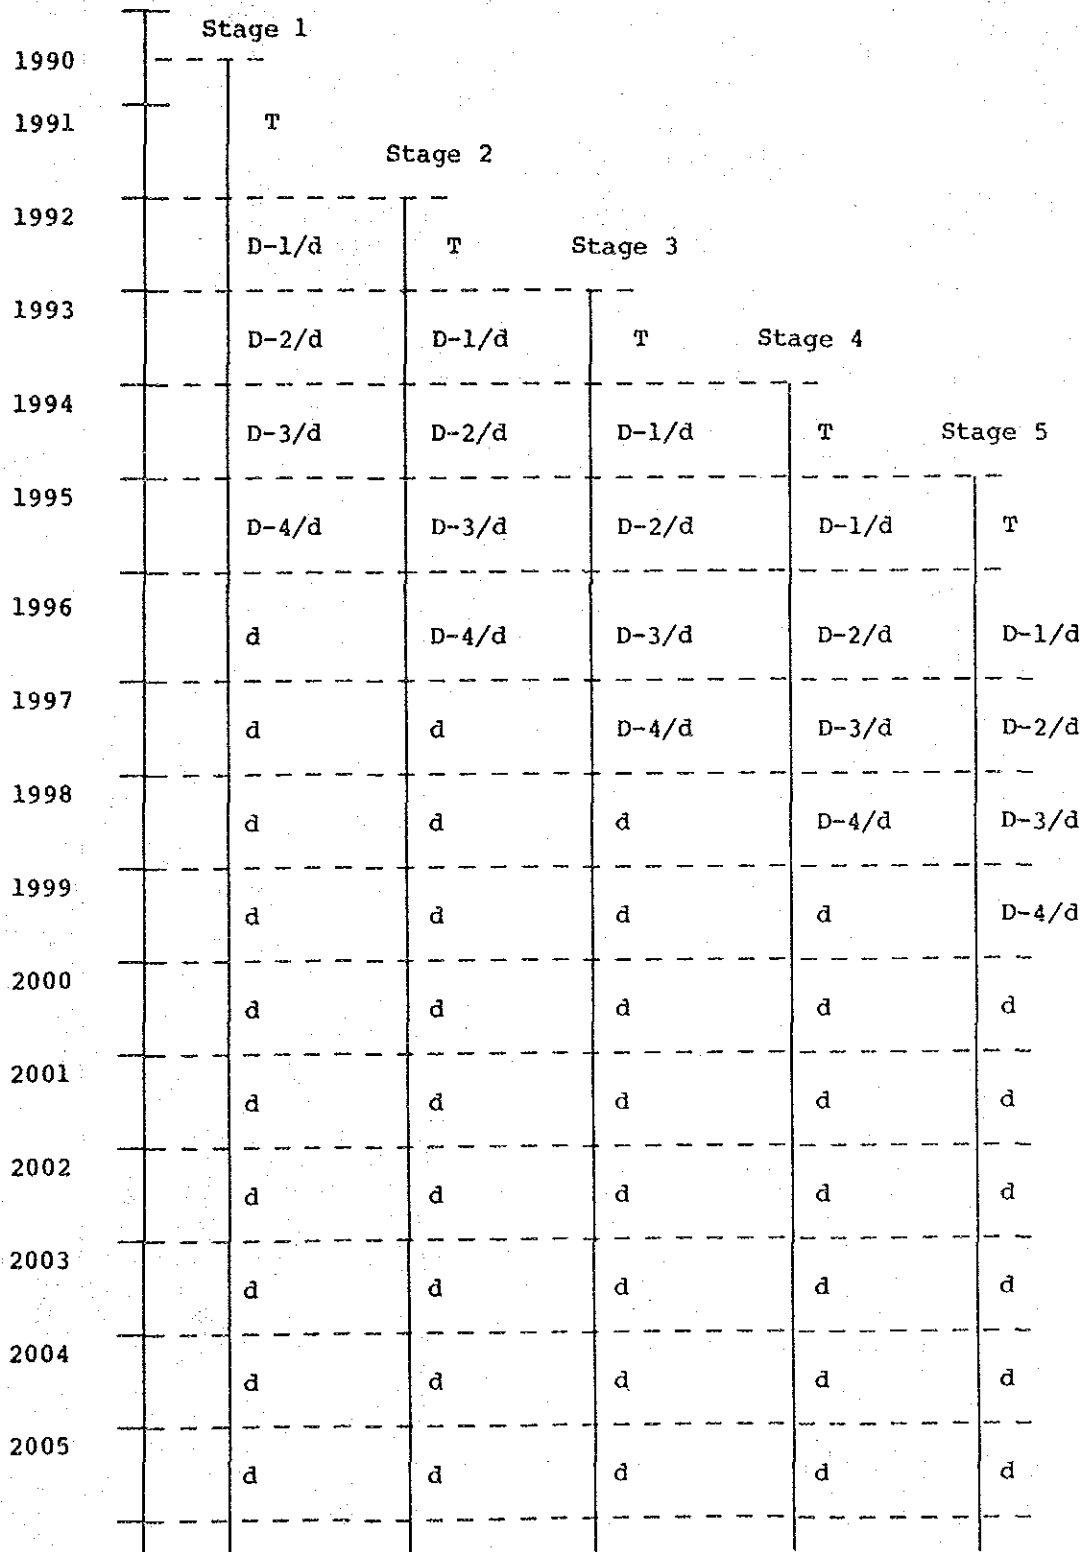 Stage 1
1990
1991 T
Stage 2
1992
D-1/d T Stage 3
1993
D-2/d D-1/d T Stage 4
1994
D-3/d D-2/d D-1/d T Stage 5
1995
D-4/d D-3/d D-2/d D-1/d T
1996
d D-4/d D-3/d D-2/d D-1/d
1997
d d D-4/d D-3/d D-2/d
1998
d d d D-4/d D-3/d
1999
d d d d D-4/d
2000
d d d d d
2001
d d d d d
2002
d d d d d
2003
d d d d d
2004
d d d d d
2005
d d d d d